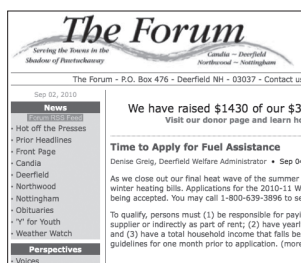 The Forum
Serving the Towns in the
Shadow of Pawtuckaway
Candia ~ Deerfield
Northwood ~ Nottingham
The Forum - P.O. Box 476 - Deerfield NH - 03037 - Contact us
Sep 02, 2010
News
Forum RSS Feed
· Hot off the Presses
· Prior Headlines
· Front Page
· Candia
· Deerfield
· Northwood
· Nottingham
· Obituaries
· 'Y' for Youth
· Weather Watch
Perspectives
· Voices
We have raised $1430 of our $3
Visit our donor page and learn ho
Time to Apply for Fuel Assistance
Denise Greig, Deerfield Welfare Administrator • Sep 0
As we close out our final heat wave of the summer
winter heating bills. Applications for the 2010-11 W
being accepted. You may call 1-800-639-3896 to se
To qualify, persons must (1) be responsible for payi
supplier or indirectly as part of rent; (2) have yearl
and (3) have a total household income that falls be
guidelines for one month prior to application. (more